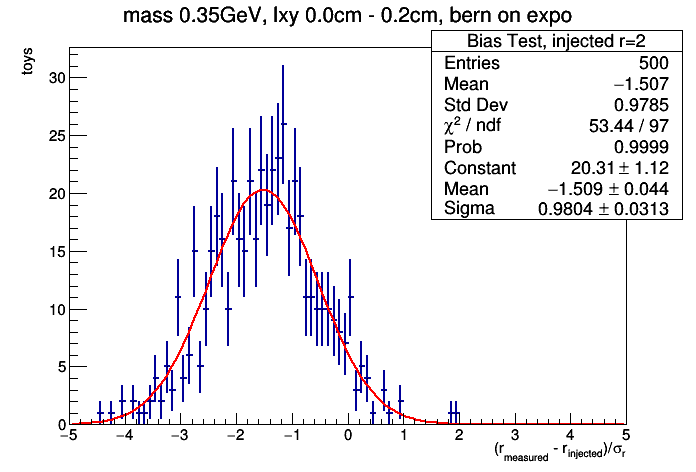 mass 0.35GeV, lxy 0.0cm - 0.2cm, bern on expo
Bias Test, injected r=2
Entries 500
Mean −1.507
Std Dev 0.9785
χ² / ndf 53.44 / 97
Prob 0.9999
Constant 20.31 ± 1.12
Mean −1.509 ± 0.044
Sigma 0.9804 ± 0.0313
toys
30
25
20
15
10
5
0
−5 −4 −3 −2 −1 0 1 2 3 4 5
(r_measured - r_injected)/σ_r